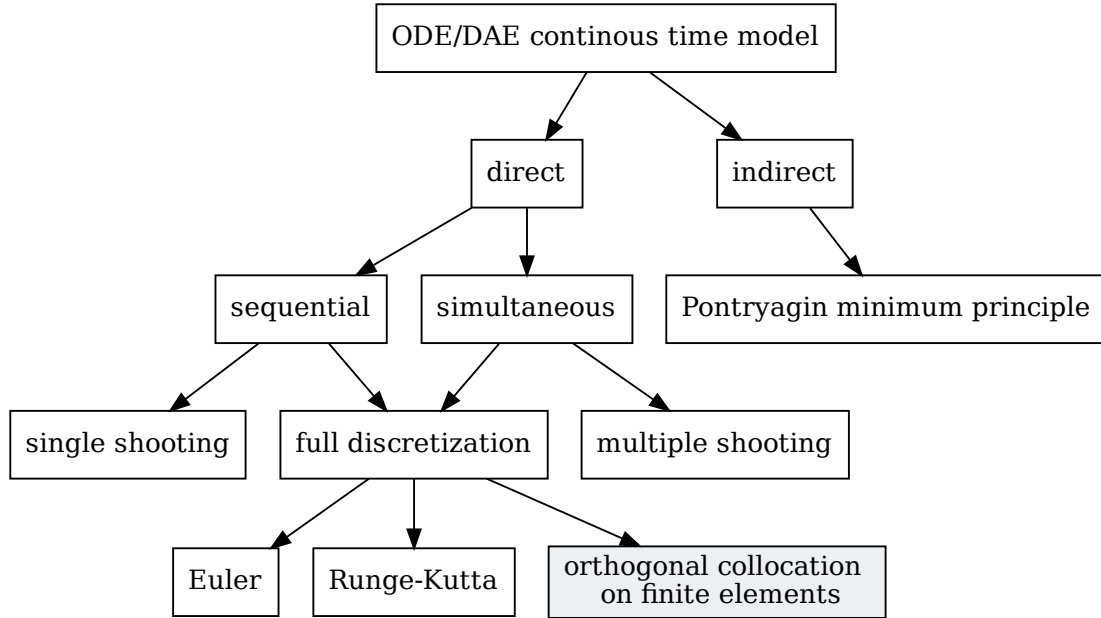 ODE/DAE continous time model
direct
indirect
sequential
simultaneous
Pontryagin minimum principle
single shooting
full discretization
multiple shooting
Euler
Runge-Kutta
orthogonal collocation
on finite elements